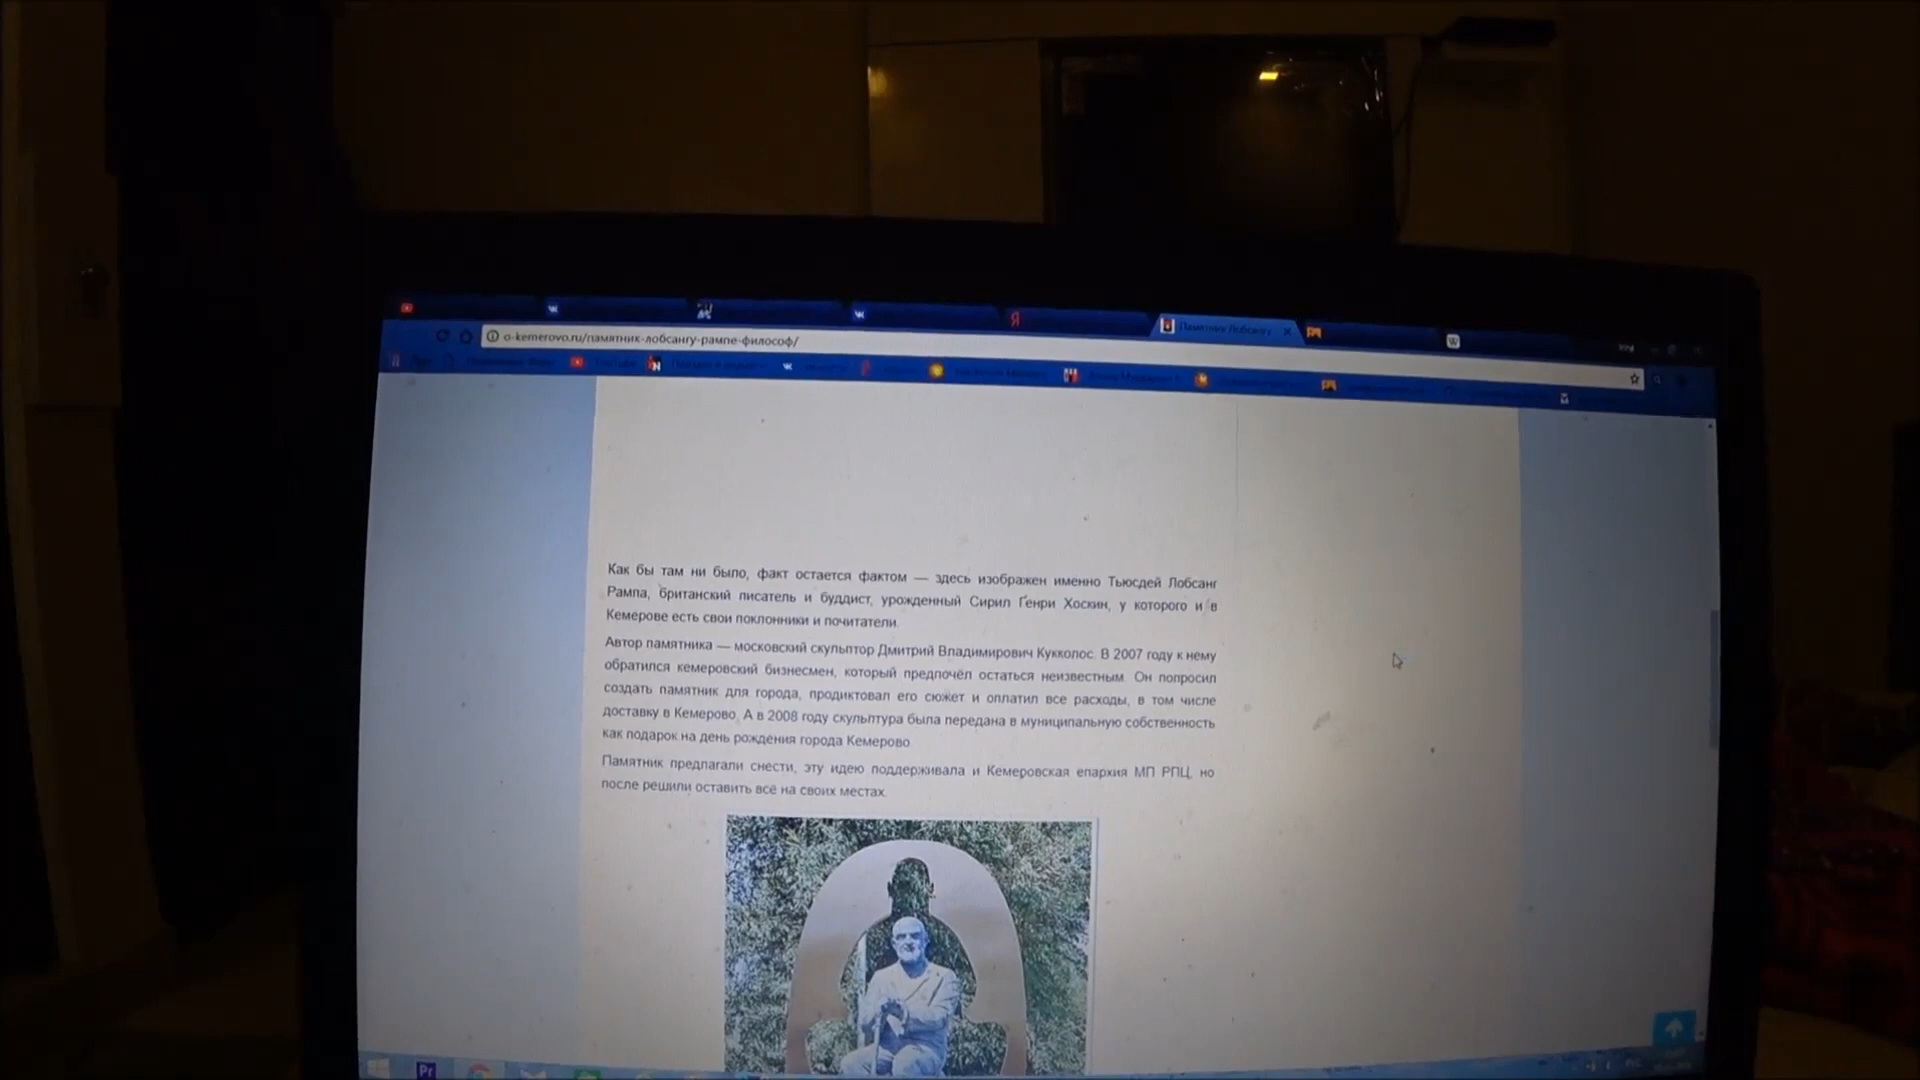 Памятник Лобсангу
o-kemerovo.ru/памятник-лобсангу-рампе-философ/
YouTube
Как бы там ни было, факт остается фактом — здесь изображен именно Тьюсдей Лобсанг
Рампа, британский писатель и буддист, урожденный Сирил Генри Хоскин, у которого и в
Кемерове есть свои поклонники и почитатели.
Автор памятника — московский скульптор Дмитрий Владимирович Кукколос. В 2007 году к нему
обратился кемеровский бизнесмен, который предпочёл остаться неизвестным. Он попросил
создать памятник для города, продиктовал его сюжет и оплатил все расходы, в том числе
доставку в Кемерово. А в 2008 году скульптура была передана в муниципальную собственность
как подарок на день рождения города Кемерово.
Памятник предлагали снести, эту идею поддерживала и Кемеровская епархия МП РПЦ, но
после решили оставить всё на своих местах.
Pr